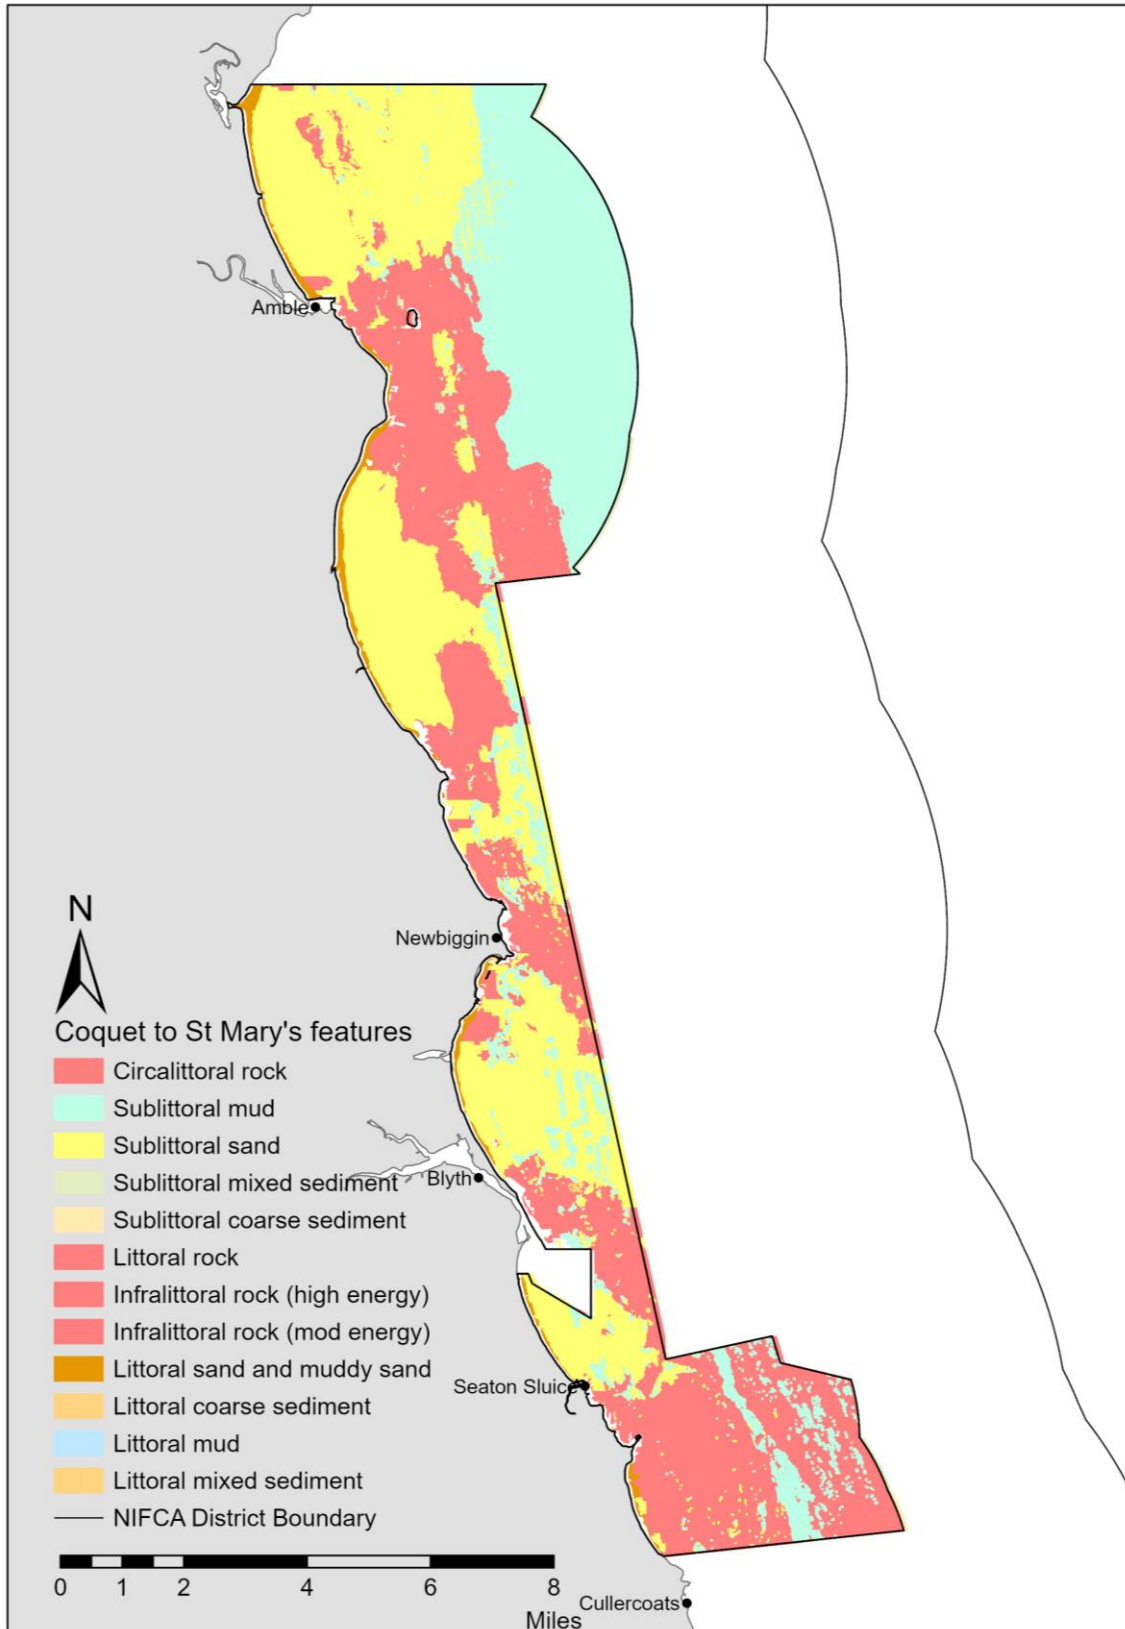 Amble
Newbiggin
N
Coquet to St Mary's features
Circalittoral rock
Sublittoral mud
Sublittoral sand
Sublittoral mixed sediment
Blyth
Sublittoral coarse sediment
Littoral rock
Infralittoral rock (high energy)
Infralittoral rock (mod energy)
Littoral sand and muddy sand
Seaton Sluice
Littoral coarse sediment
Littoral mud
Littoral mixed sediment
NIFCA District Boundary
0 1 2 4 6 8
Miles
Cullercoats